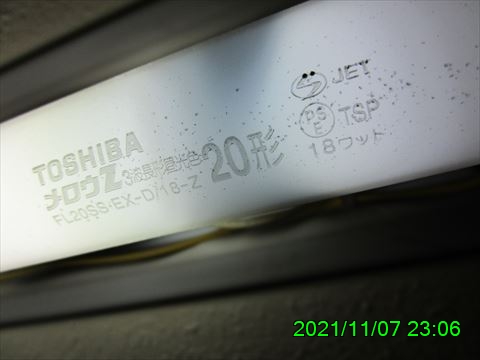 TOSHIBA
メロウZ 3波長形昼光色 20形
FL20SS・EX-D/18-Z
JET
PS
E
TSP
18ワット
2021/11/07 23:06